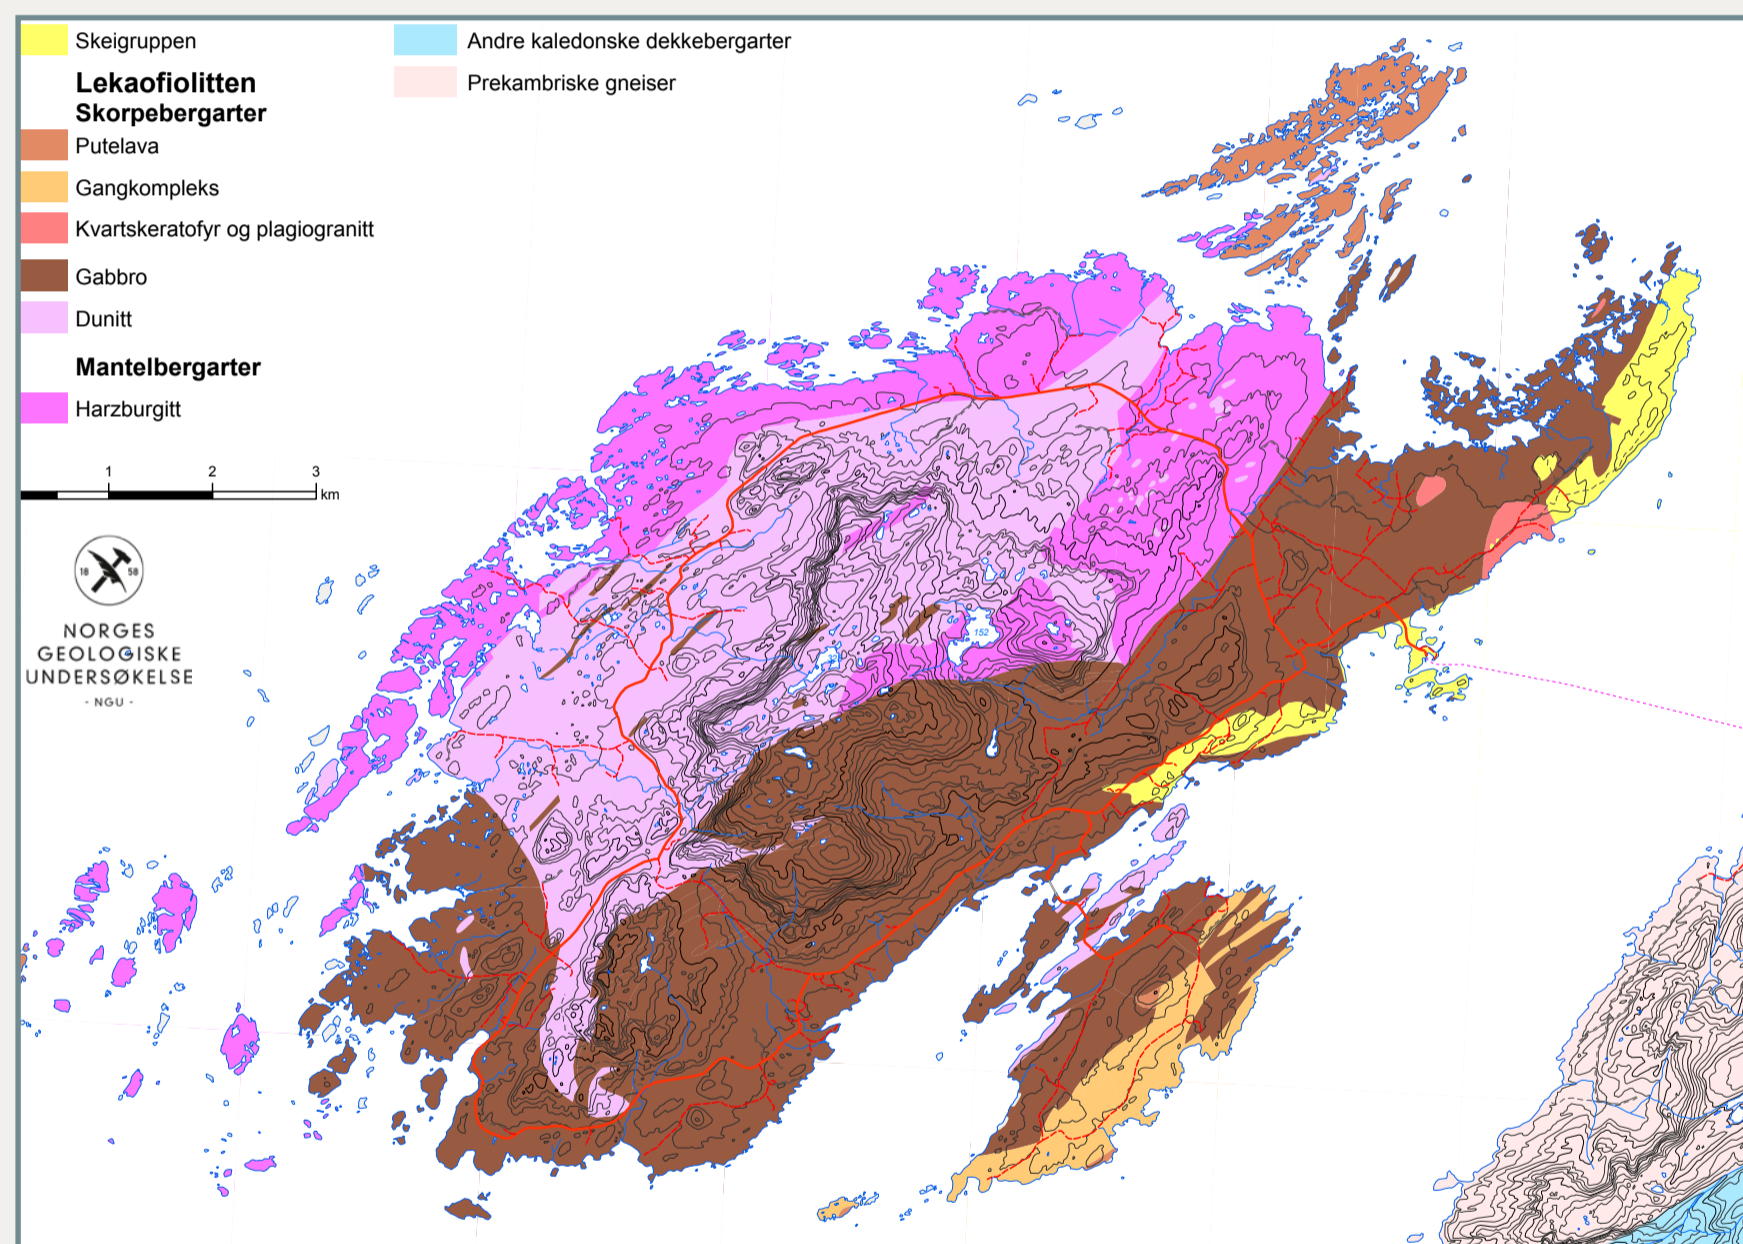 Skeigruppen
Lekaofiolitten
Skorpebergarter
Putelava
Gangkompleks
Kvartskeratofyr og plagiogranitt
Gabbro
Dunitt
Mantelbergarter
Harzburgitt
Andre kaledonske dekkebergarter
Prekambriske gneiser
1 2 3
km
18 58
NORGES
GEOLOGISKE
UNDERSØKELSE
- NGU -
152